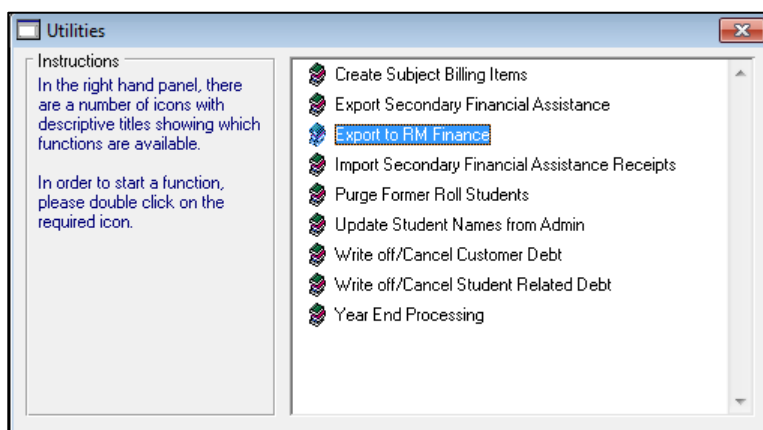 Utilities
Instructions
In the right hand panel, there
are a number of icons with
descriptive titles showing which
functions are available.
In order to start a function,
please double click on the
required icon.
Create Subject Billing Items
Export Secondary Financial Assistance
Export to RM Finance
Import Secondary Financial Assistance Receipts
Purge Former Roll Students
Update Student Names from Admin
Write off/Cancel Customer Debt
Write off/Cancel Student Related Debt
Year End Processing